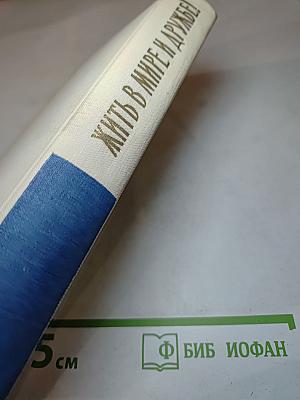 ЖИТЬ В МИРЕ И ДРУЖБЕ!
5 СМ
Ф БИБ ИОФАН